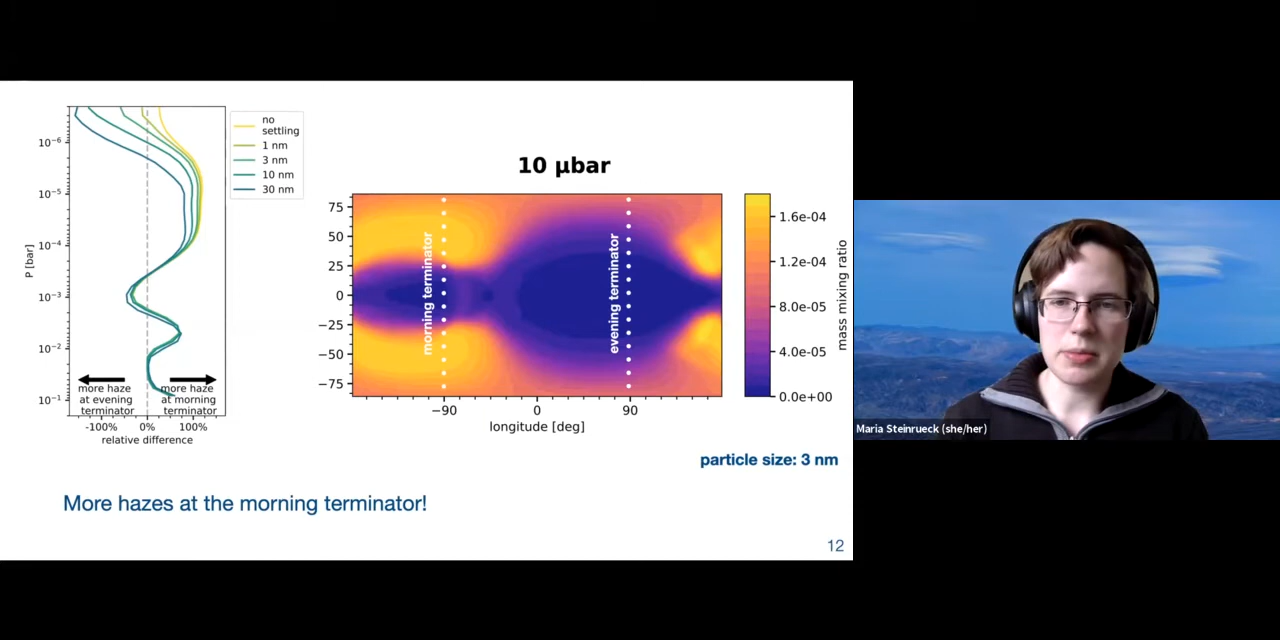 10⁻⁶
10⁻⁵
10⁻⁴
10⁻³
10⁻²
10⁻¹
P [bar]
more haze
at evening
terminator
more haze
at morning
terminator
-100%
0%
100%
relative difference
no
settling
1 nm
3 nm
10 nm
30 nm
10 μbar
75
50
25
0
−25
−50
−75
morning terminator
evening terminator
−90
0
90
longitude [deg]
1.6e-04
1.2e-04
8.0e-05
4.0e-05
0.0e+00
mass mixing ratio
particle size: 3 nm
More hazes at the morning terminator!
12
Maria Steinrueck (she/her)